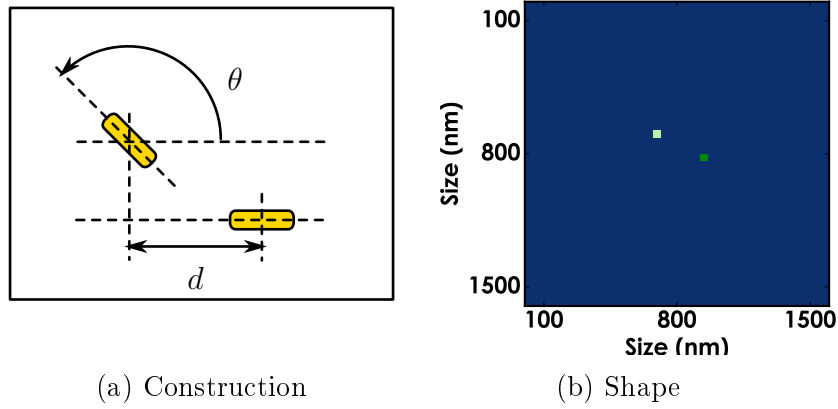 θ
d
100
800
1500
Size (nm)
100 800 1500
Size (nm)
(a) Construction
(b) Shape